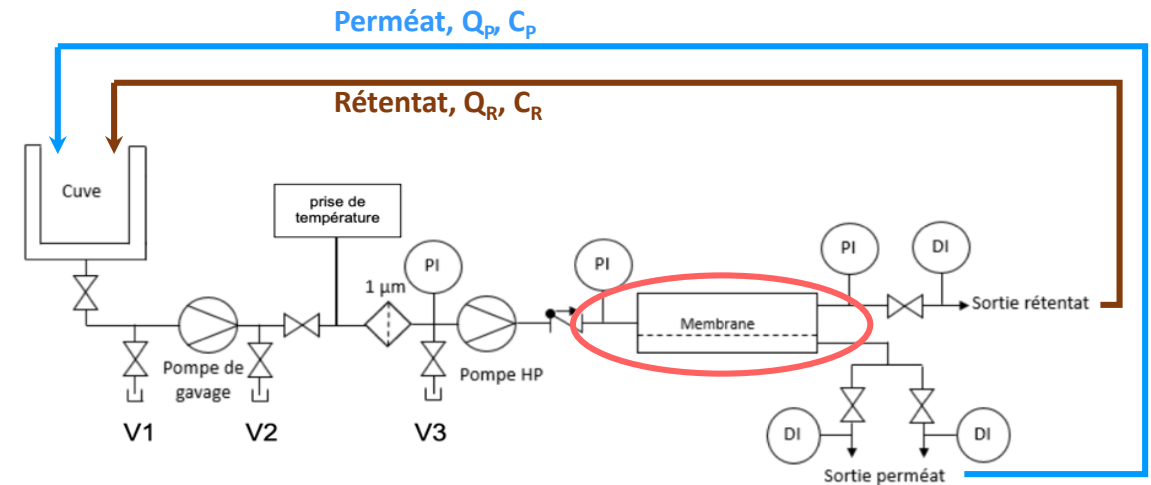 Perméat, QP, CP
Rétentat, QR, CR
Cuve
prise de
température
PI
1 µm
PI
PI
DI
Sortie rétentat
Membrane
Pompe de
gavage
Pompe HP
V1
V2
V3
DI
DI
Sortie perméat